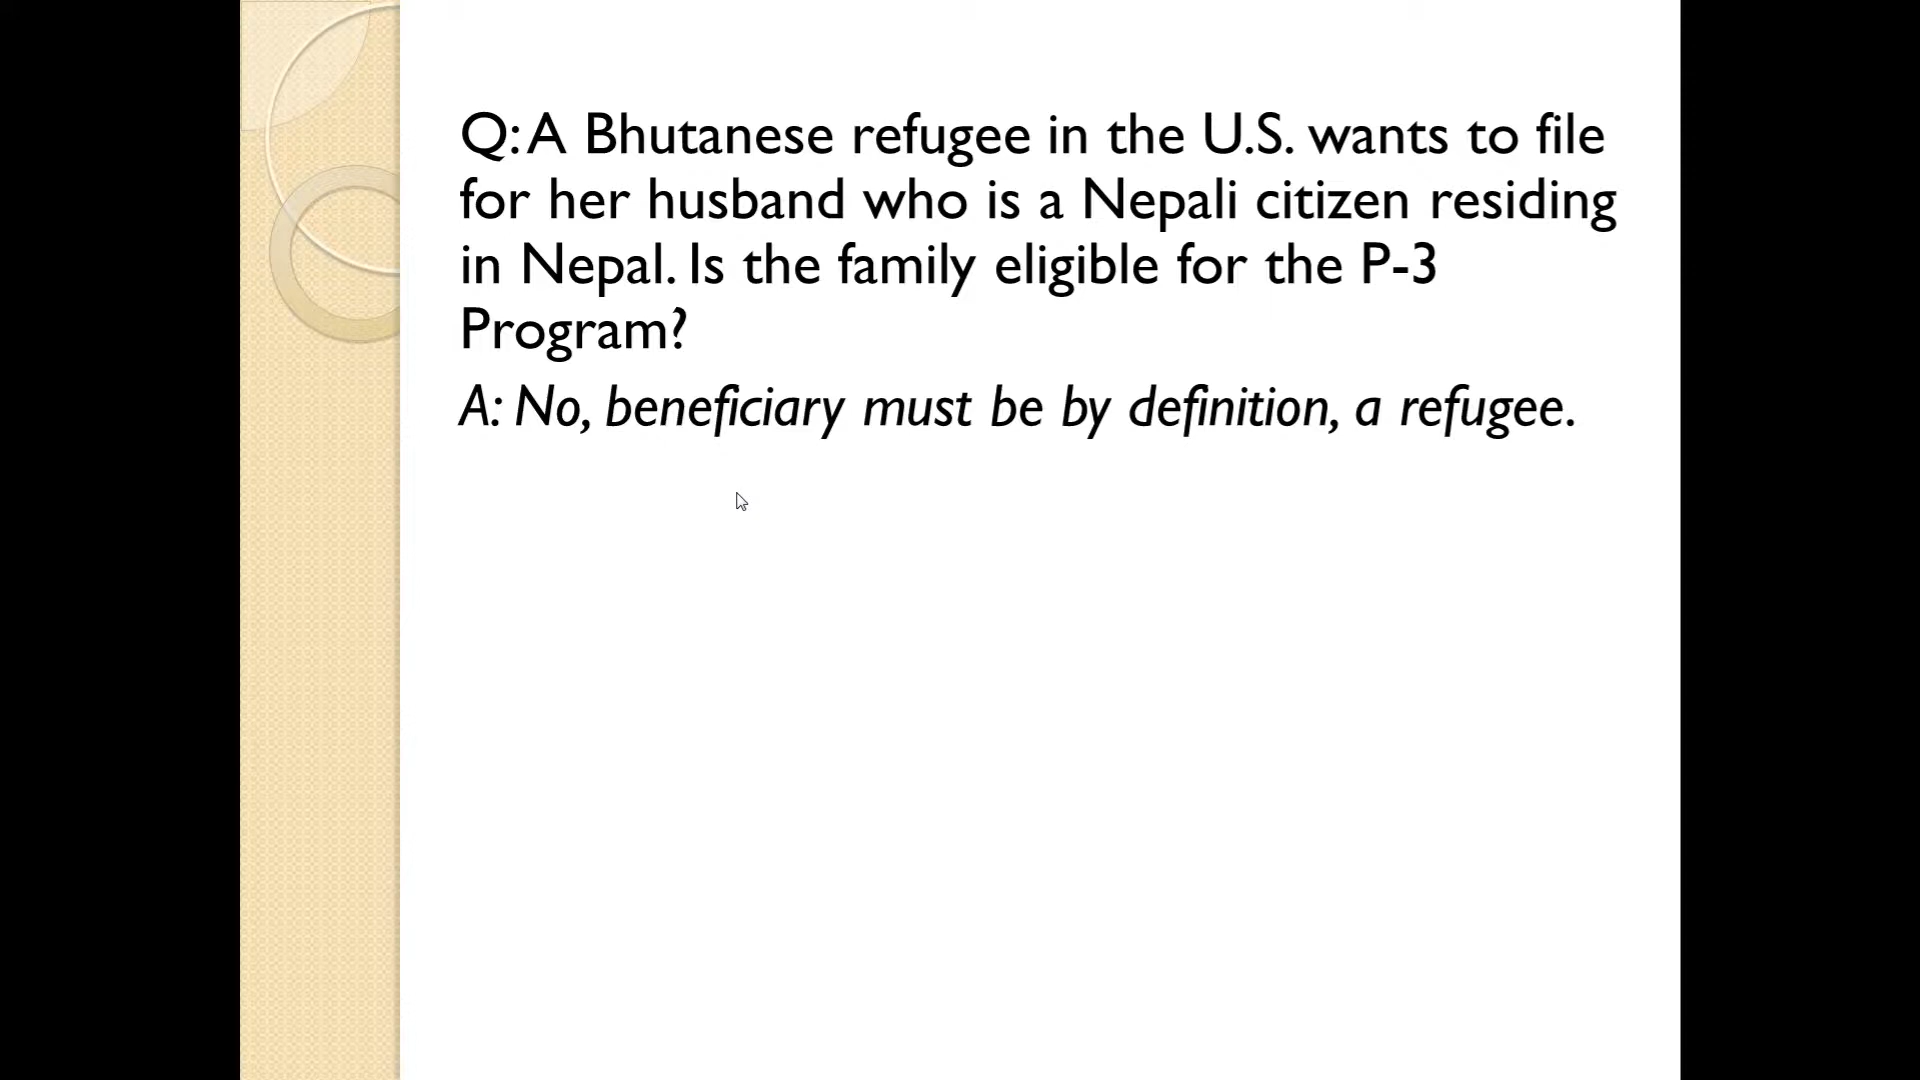 Q: A Bhutanese refugee in the U.S. wants to file
for her husband who is a Nepali citizen residing
in Nepal. Is the family eligible for the P-3
Program?
A: No, beneficiary must be by definition, a refugee.